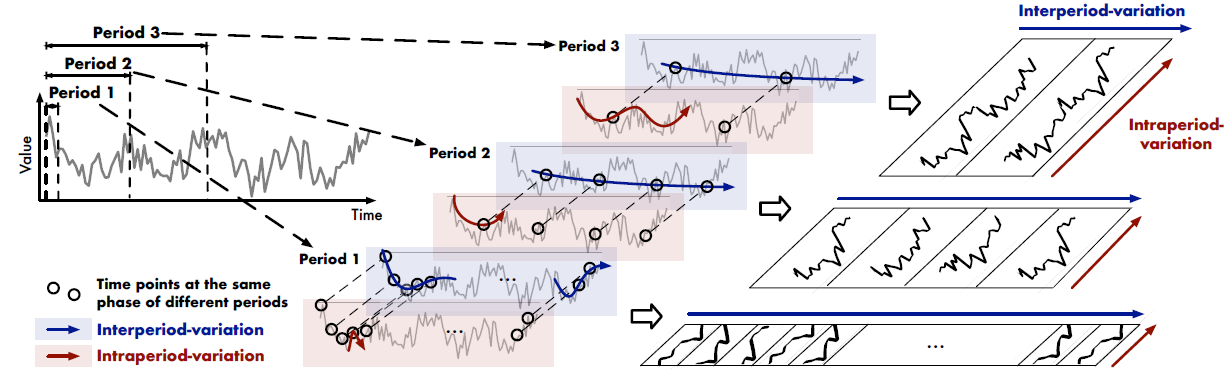 Interperiod-variation
Period 3
Period 3
Period 2
Period 1
Value
Time
Intraperiod-
variation
Period 2
Period 1
...
...
...
Time points at the same
phase of different periods
Interperiod-variation
Intraperiod-variation